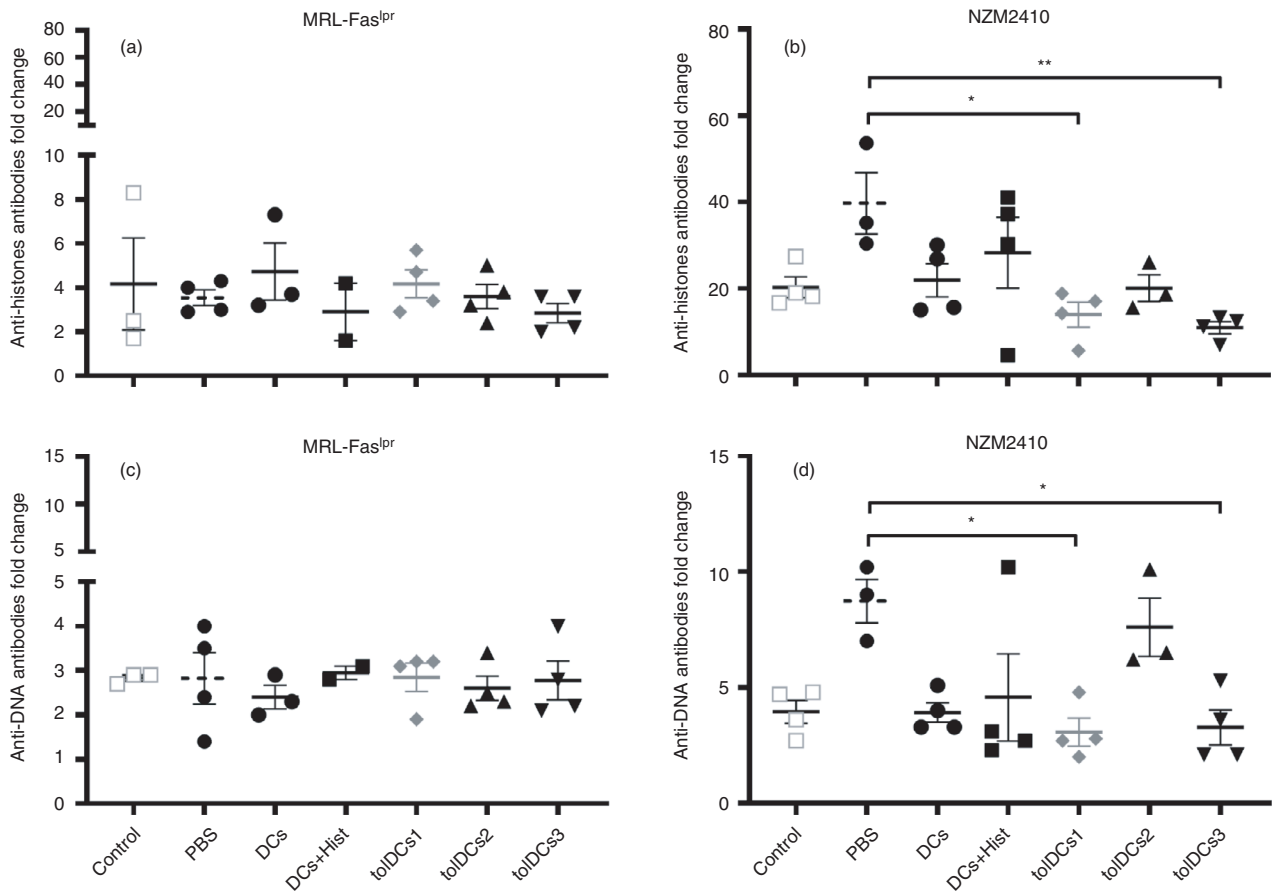 MRL-Fas^lpr
(a)
Anti-histones antibodies fold change
80
60
40
20
10
8
6
4
2
0
NZM2410
(b)
Anti-histones antibodies fold change
80
60
40
20
0
**
*
MRL-Fas^lpr
(c)
Anti-DNA antibodies fold change
15
10
5
5
4
3
2
1
0
Control
PBS
DCs
DCs+Hist
tolDCs1
tolDCs2
tolDCs3
NZM2410
(d)
Anti-DNA antibodies fold change
15
10
5
0
*
*
Control
PBS
DCs
DCs+Hist
tolDCs1
tolDCs2
tolDCs3